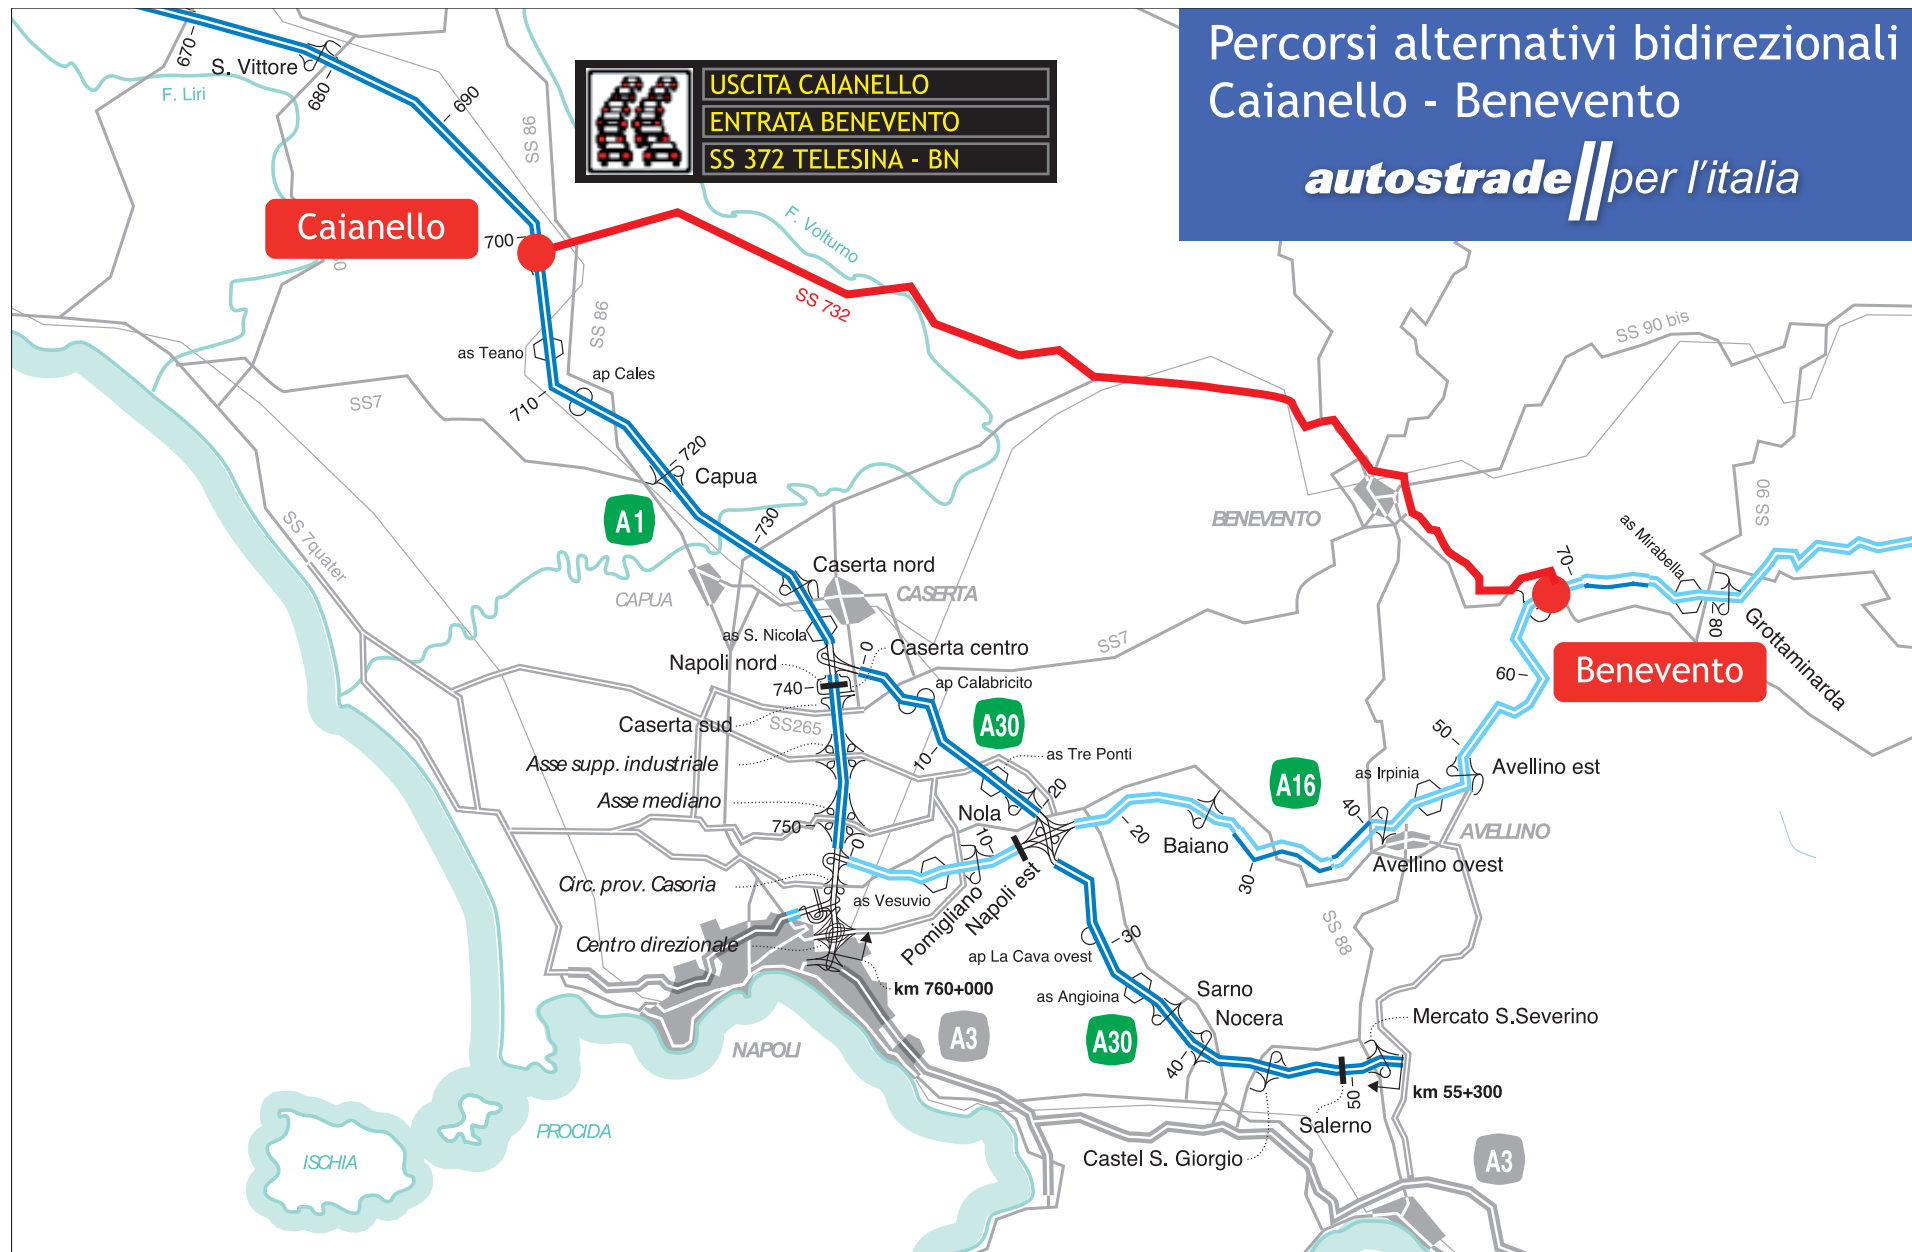 Percorsi alternativi bidirezionali
Caianello - Benevento
autostrade per l'italia
USCITA CAIANELLO
ENTRATA BENEVENTO
SS 372 TELESINA - BN
670
S. Vittore
680
F. Liri
690
SS 86
Caianello
700
F. Volturno
SS 732
SS 86
as Teano
ap Cales
710
SS7
SS 90 bis
720
Capua
A1
730
SS 7quater
BENEVENTO
SS 90
as Mirabella
70
80
Grottaminarda
Caserta nord
CASERTA
CAPUA
as S. Nicola
0
Caserta centro
Napoli nord
740
ap Calabricito
SS7
60
Benevento
Caserta sud
SS265
A30
10
as Tre Ponti
50
Avellino est
Asse supp. industriale
A16
as Irpinia
Asse mediano
750
0
Nola
20
10
20
Baiano
40
AVELLINO
Avellino ovest
30
Circ. prov. Casoria
as Vesuvio
Pomigliano
Napoli est
SS 88
Centro direzionale
30
ap La Cava ovest
km 760+000
as Angioina
Sarno
Nocera
Mercato S.Severino
A3
A30
NAPOLI
40
50
km 55+300
Salerno
PROCIDA
ISCHIA
Castel S. Giorgio
A3